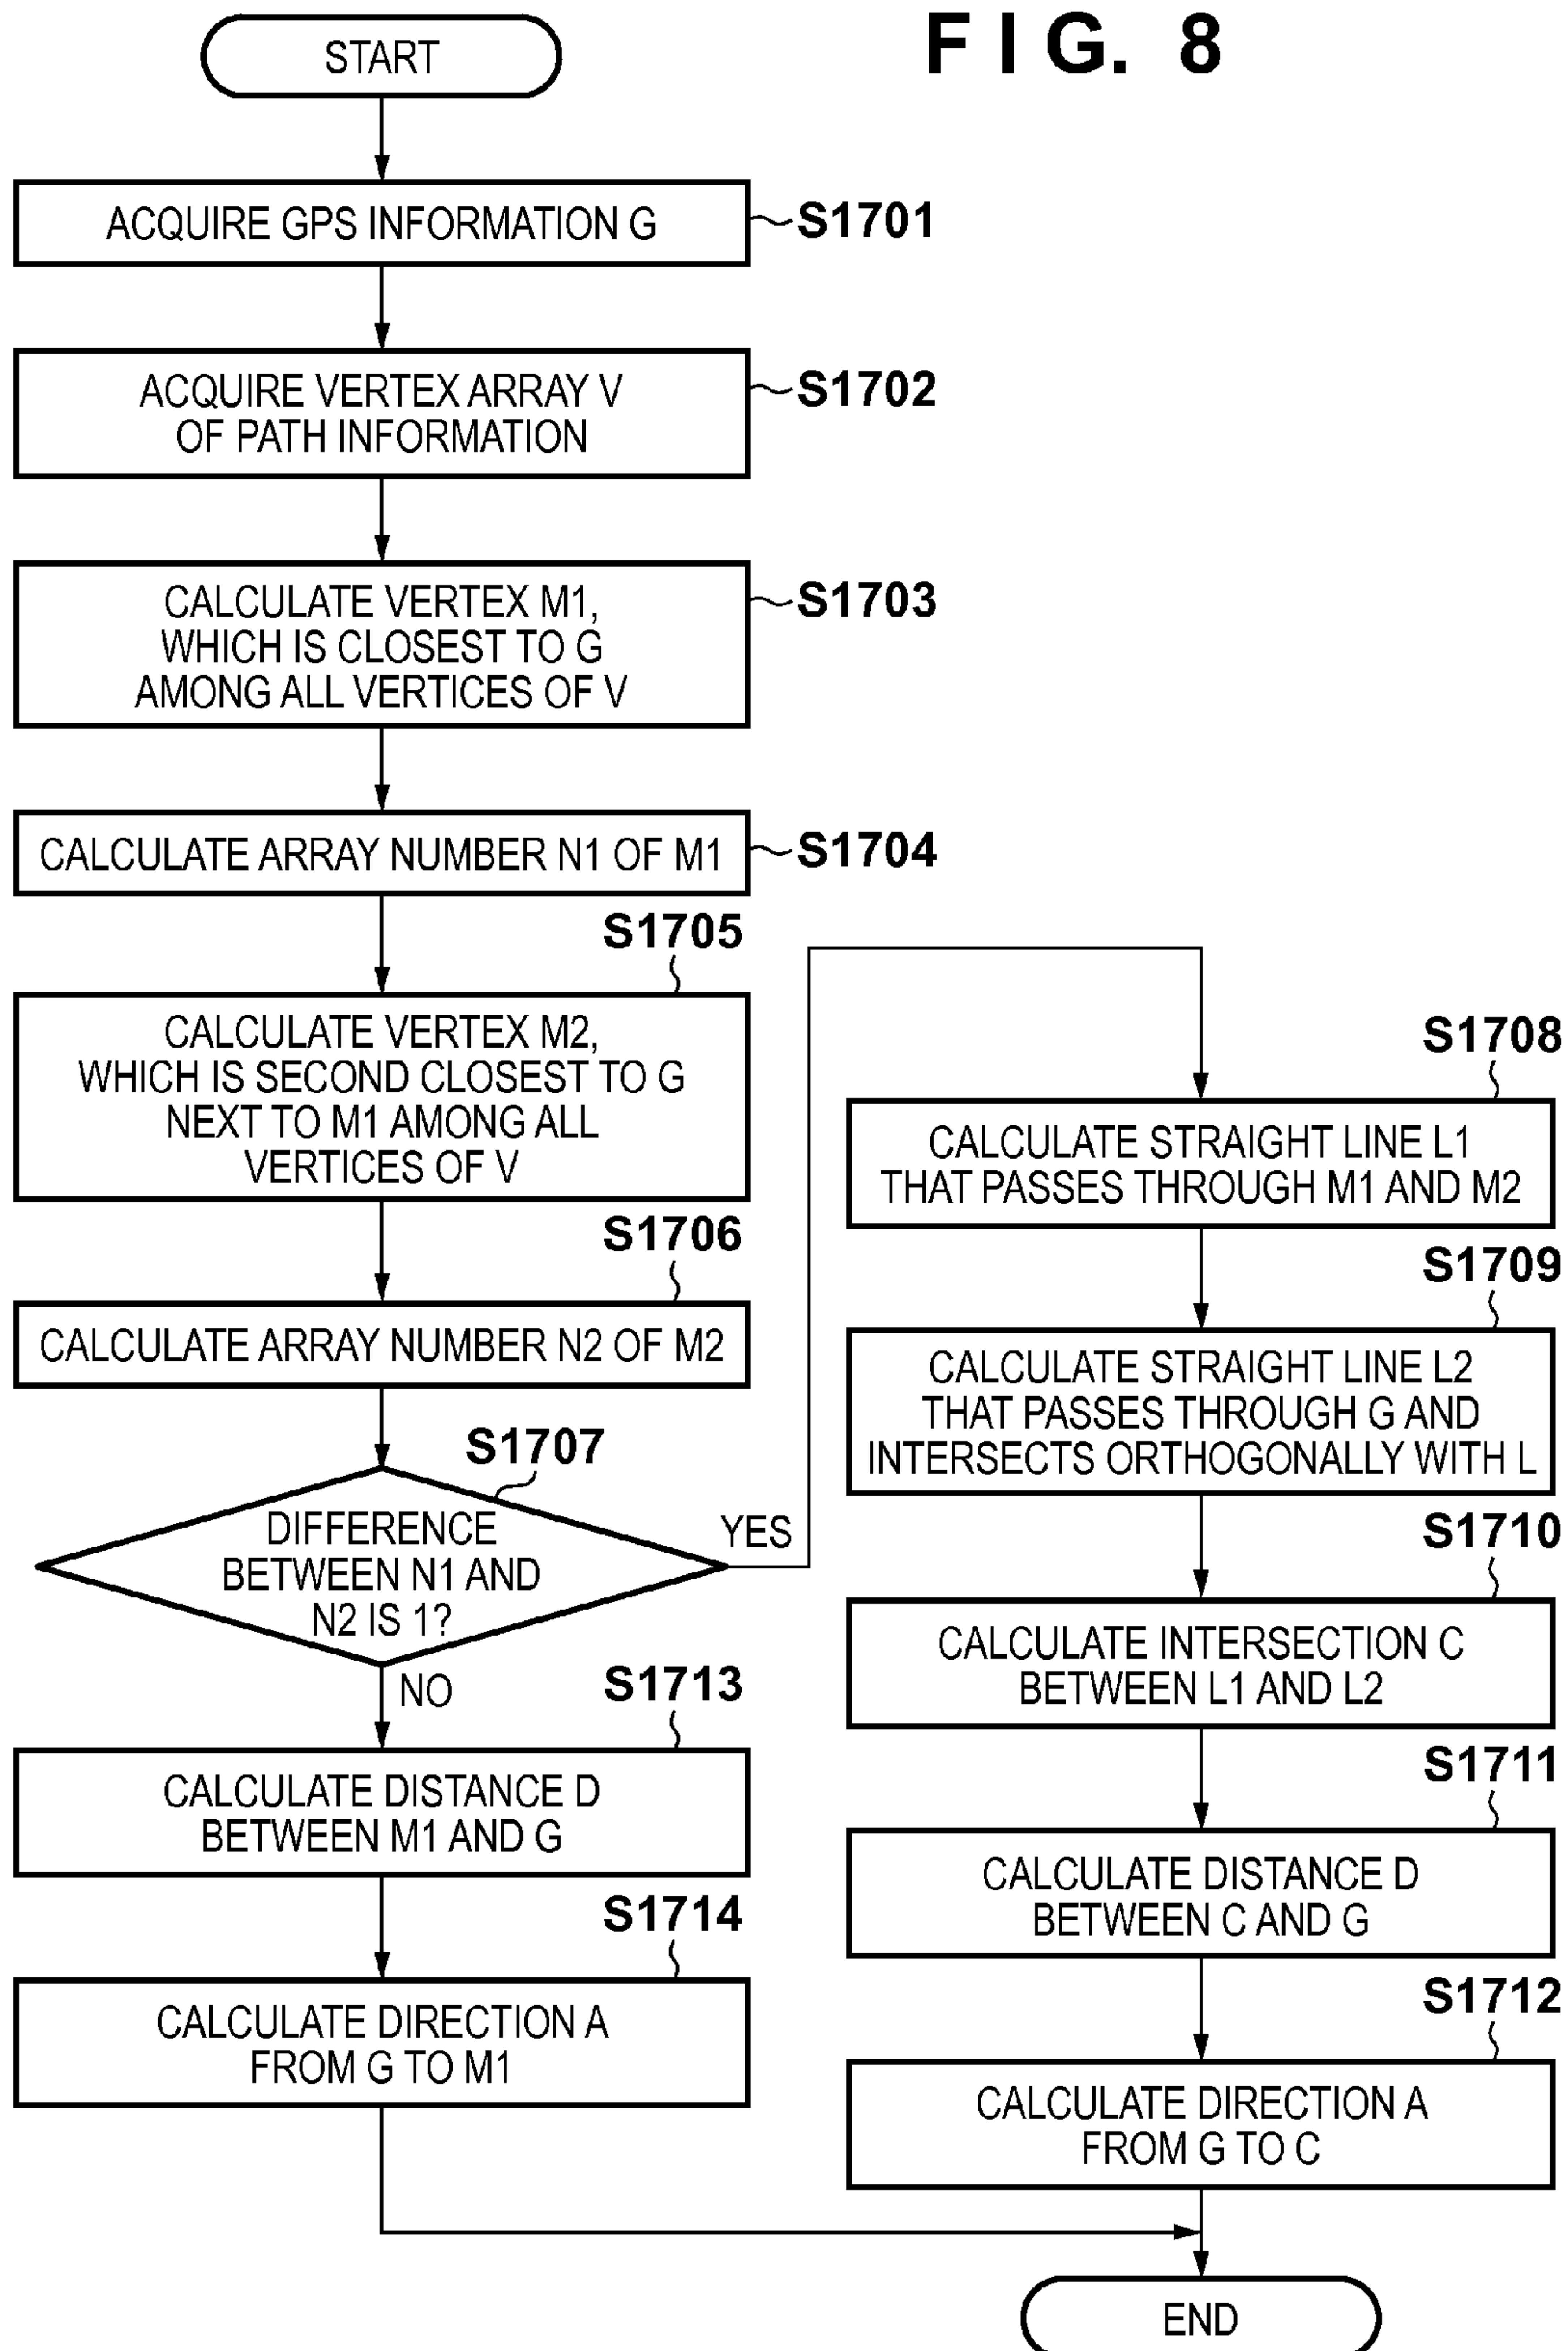 FIG. 8
START
ACQUIRE GPS INFORMATION G
S1701
ACQUIRE VERTEX ARRAY V
OF PATH INFORMATION
S1702
CALCULATE VERTEX M1,
WHICH IS CLOSEST TO G
AMONG ALL VERTICES OF V
S1703
CALCULATE ARRAY NUMBER N1 OF M1
S1704
S1705
CALCULATE VERTEX M2,
WHICH IS SECOND CLOSEST TO G
NEXT TO M1 AMONG ALL
VERTICES OF V
S1706
CALCULATE ARRAY NUMBER N2 OF M2
S1707
DIFFERENCE
BETWEEN N1 AND
N2 IS 1?
YES
NO
S1713
CALCULATE DISTANCE D
BETWEEN M1 AND G
S1714
CALCULATE DIRECTION A
FROM G TO M1
S1708
CALCULATE STRAIGHT LINE L1
THAT PASSES THROUGH M1 AND M2
S1709
CALCULATE STRAIGHT LINE L2
THAT PASSES THROUGH G AND
INTERSECTS ORTHOGONALLY WITH L
S1710
CALCULATE INTERSECTION C
BETWEEN L1 AND L2
S1711
CALCULATE DISTANCE D
BETWEEN C AND G
S1712
CALCULATE DIRECTION A
FROM G TO C
END